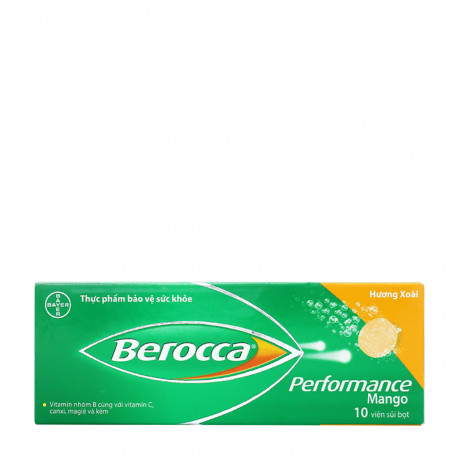 Thực phẩm bảo vệ sức khỏe
Hương Xoài
BAYER
BAYER
Berocca®
Performance
Mango
10 viên sủi bọt
• Vitamin nhóm B cùng với vitamin C,
canxi, magiê và kẽm